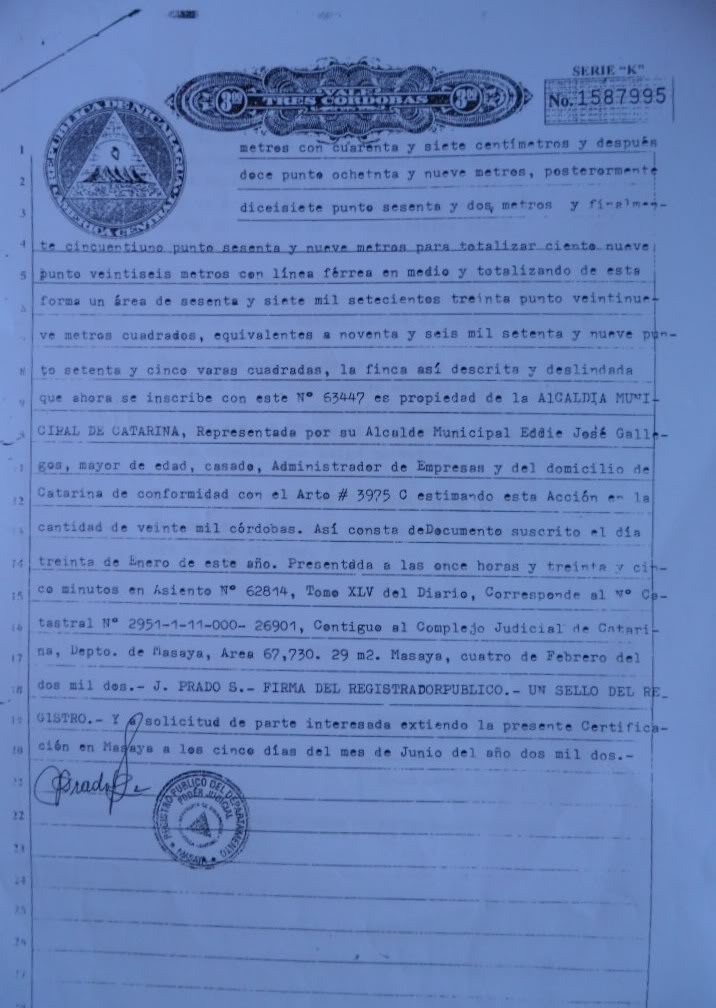 SERIE "K"
VALE
3.00 TRES CORDOBAS 3.00
No. 1587995
REPUBLICA DE NICARAGUA
AMERICA CENTRAL
1 metros con cuarenta y siete centímetros y después
2 doce punto ochetnta y nueve metros, posterormente
3 diceisiete punto sesenta y dos metros y finalmen-
4 te cincuentiuno punto sesenta y nueve metros para totalizar ciento nueve
5 punto veintiseis metros con línea férrea en medio y totalizando de esta
forma un área de sesenta y siete mil setecientos treinta punto veintinue-
ve metros cuadrados, equivalentes a noventa y seis mil setenta y nueve pun-
8 to setenta y cinco varas cuadradas, la finca así descrita y deslindada
9 que ahora se inscribe con este Nº 63447 es propiedad de la AlCALDIA MUNI-
CIPAL DE CATARINA, Representada por su Alcalde Municipal Eddie José Galle-
gos, mayor de edad, casado, Administrador de Empresas y del domicilio de
12 Catarina de conformidad con el Arto # 3975 C estimando esta Acción en la
cantidad de veinte mil córdobas. Así consta deDocumento suscrito el día
14 treinta de Enero de este año. Presentada a las once horas y treinta y cin-
15 co minutos en Asiento Nº 62814, Tomo XLV del Diario, Corresponde al Nº Ca-
16 tastral Nº 2951-1-11-000- 26901, Contiguo al Complejo Judicial de Catari-
17 na, Depto. de Masaya, Area 67,730. 29 m2. Masaya, cuatro de Febrero del
18 dos mil dos.- J. PRADO S.- FIRMA DEL REGISTRADORPUBLICO.- UN SELLO DEL RE_
19 GISTRO.- Y a solicitud de parte interesada extiendo la presente Certifica-
20 ción en Masaya a los cinco días del mes de Junio del año dos mil dos.-
21
REGISTRO PUBLICO DEL DEPARTAMENTO
PODER JUDICIAL
MASAYA
22
23
24
25
26
27